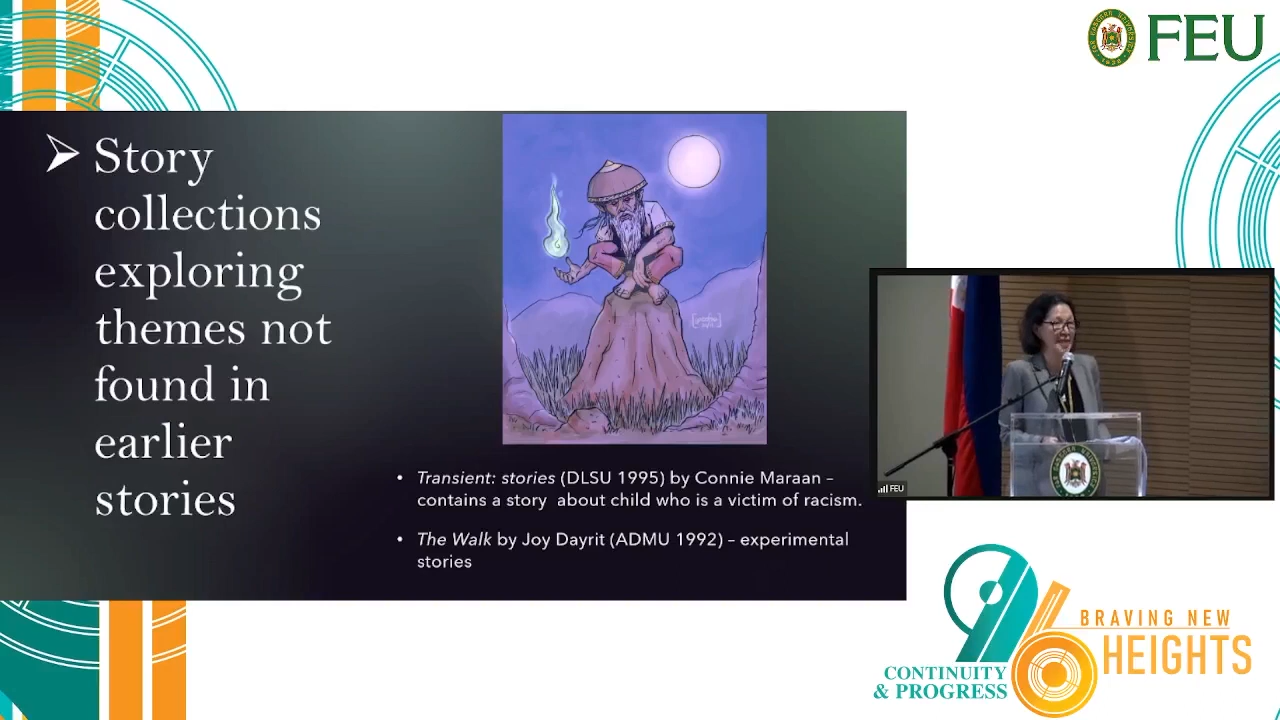 FEU
➢ Story
collections
exploring
themes not
found in
earlier
stories
• Transient: stories (DLSU 1995) by Connie Maraan –
contains a story  about child who is a victim of racism.
• The Walk by Joy Dayrit (ADMU 1992) – experimental
stories
FEU
96
BRAVING NEW
HEIGHTS
CONTINUITY
& PROGRESS